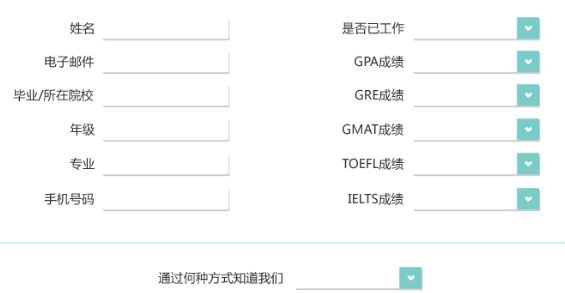 姓名
是否已工作
电子邮件
GPA成绩
毕业/所在院校
GRE成绩
年级
GMAT成绩
专业
TOEFL成绩
手机号码
IELTS成绩
通过何种方式知道我们